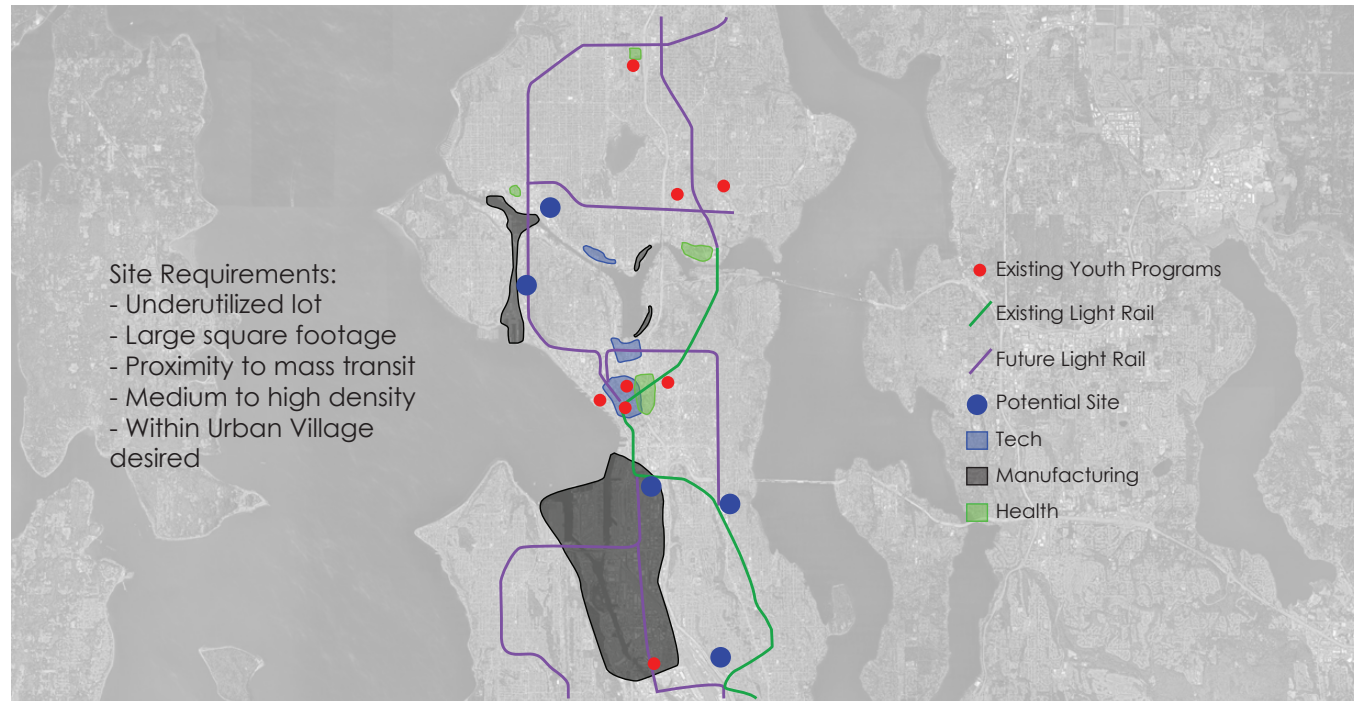 Site Requirements:
- Underutilized lot
- Large square footage
- Proximity to mass transit
- Medium to high density
- Within Urban Village
desired
Existing Youth Programs
Existing Light Rail
Future Light Rail
Potential Site
Tech
Manufacturing
Health